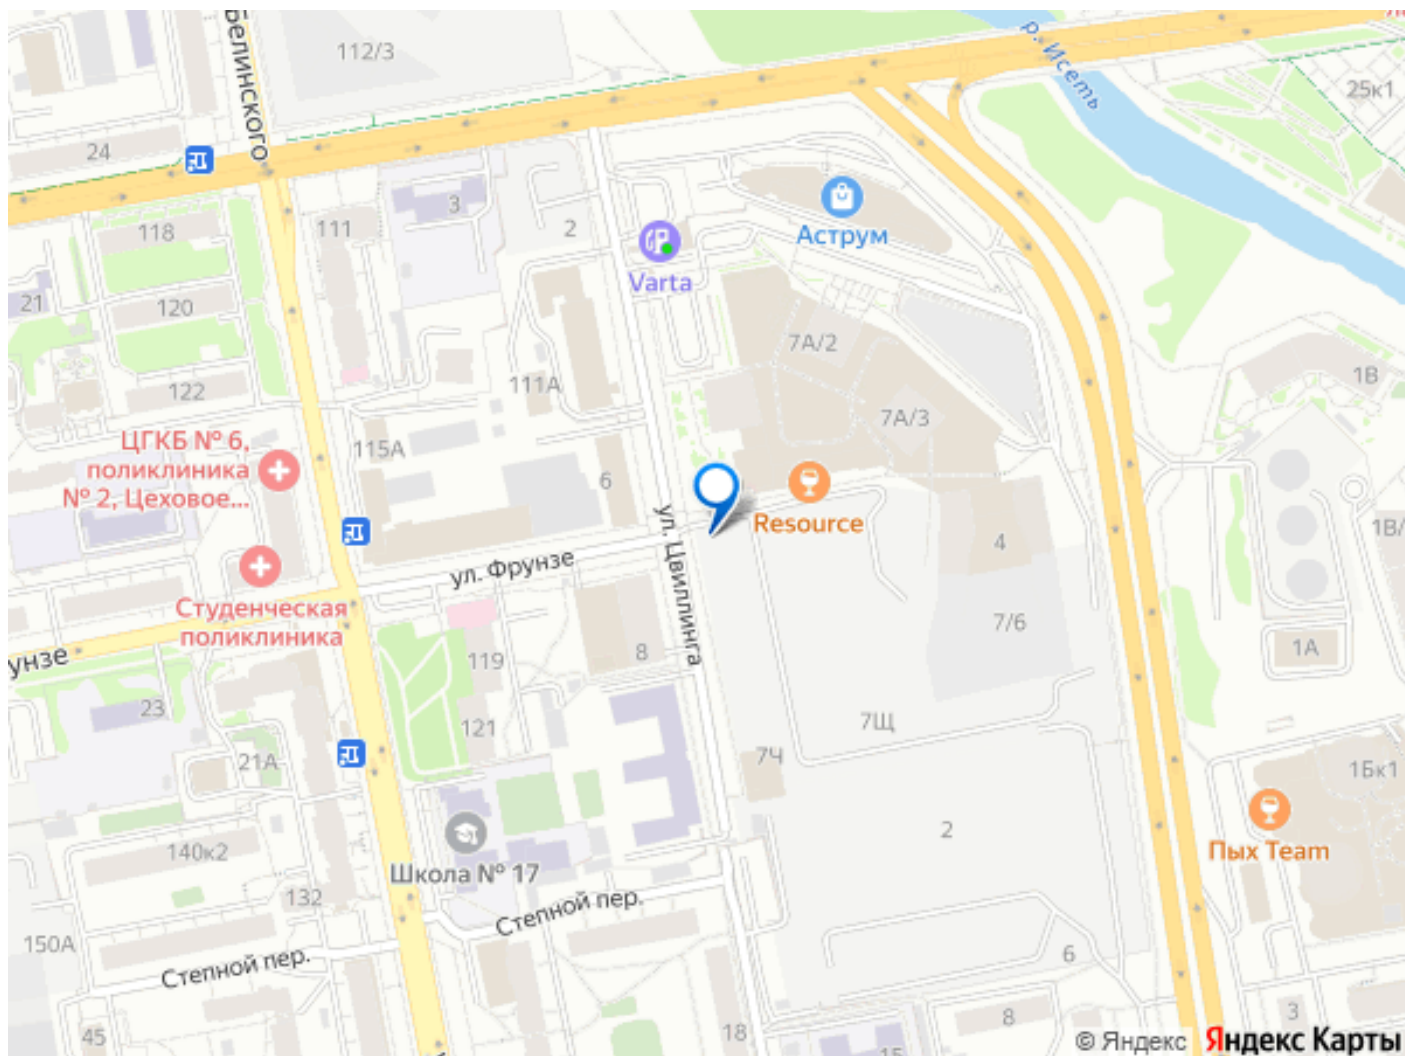 Белинского
112/3
р. Исеть
25к1
24
118
111
3
2
Аструм
Varta
21
120
7А/2
122
111А
7А/3
1В
ЦГКБ № 6,
поликлиника
№ 2, Цеховое...
115А
6
ул. Цвиллинга
Resource
4
1В/
ул. Фрунзе
Студенческая
поликлиника
унзе
7/6
119
8
1А
23
121
7Щ
21А
7Ч
1Бк1
140к2
Школа № 17
2
Пых Team
132
Степной пер.
150А
Степной пер.
6
45
18
8
3
15
© Яндекс Яндекс Карты